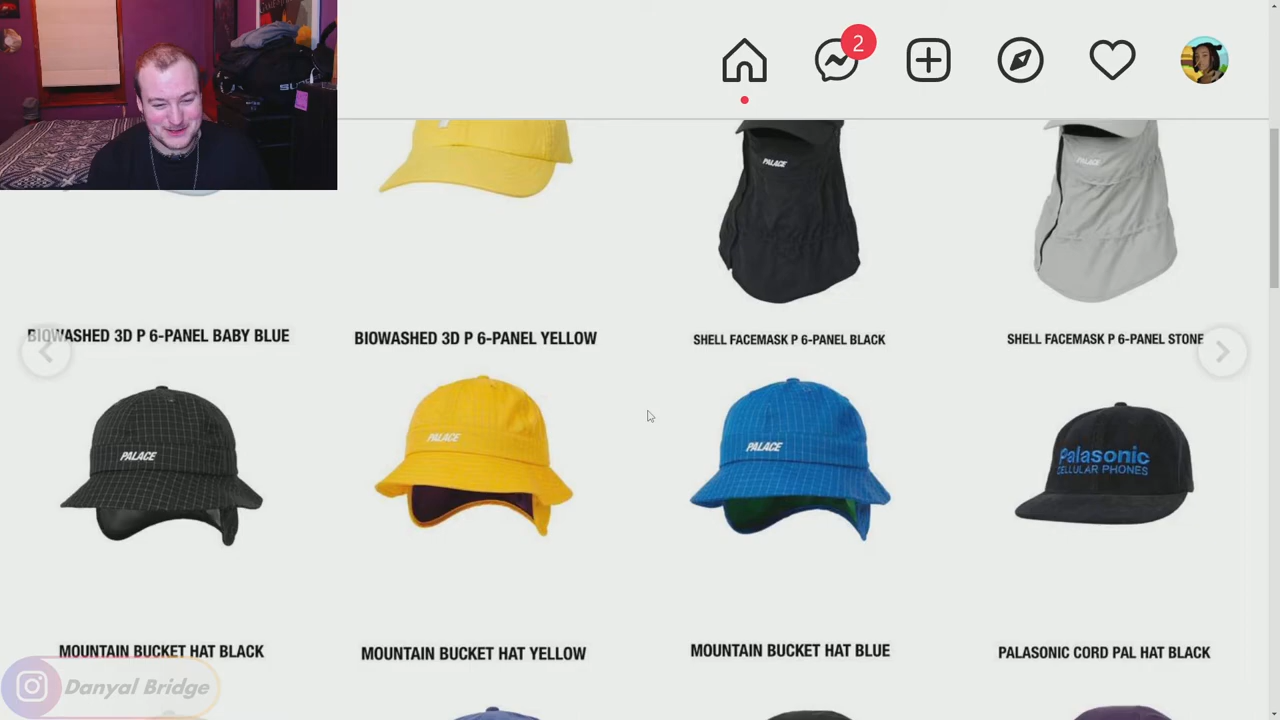 2
PALACE
PALACE
BIOWASHED 3D P 6-PANEL BABY BLUE
BIOWASHED 3D P 6-PANEL YELLOW
SHELL FACEMASK P 6-PANEL BLACK
SHELL FACEMASK P 6-PANEL STONE
PALACE
PALACE
PALACE
Palasonic
CELLULAR PHONES
MOUNTAIN BUCKET HAT BLACK
MOUNTAIN BUCKET HAT YELLOW
MOUNTAIN BUCKET HAT BLUE
PALASONIC CORD PAL HAT BLACK
Danyal Bridge